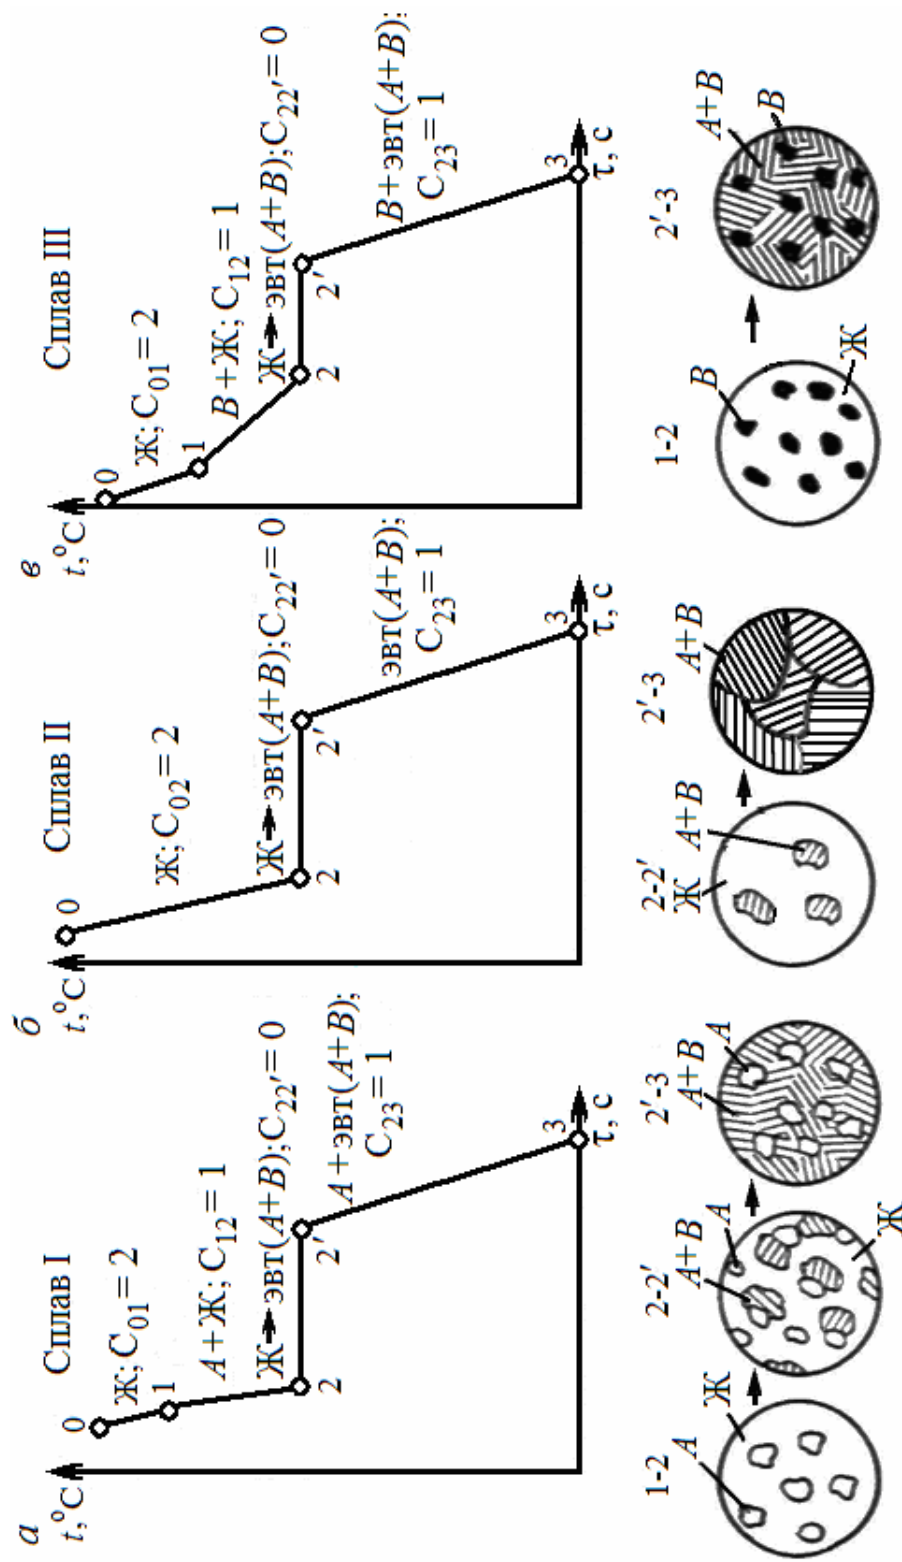 а
t,°C
Сплав I
0
Ж; C₀₁ = 2
1
A+Ж; C₁₂ = 1
Ж→эвт(A+B); C₂₂′ = 0
2
2′
A+эвт(A+B);
C₂₃ = 1
3
τ, с
1-2
A
Ж
2-2′
A+B
A
Ж
2′-3
A+B
A
б
t,°C
Сплав II
0
Ж; C₀₂ = 2
Ж→эвт(A+B); C₂₂′ = 0
2
2′
эвт(A+B);
C₂₃ = 1
3
τ, с
2-2′
Ж
A+B
2′-3
A+B
в
t,°C
Сплав III
0
Ж; C₀₁ = 2
1
B+Ж; C₁₂ = 1
Ж→эвт(A+B); C₂₂′ = 0
2
2′
B+эвт(A+B);
C₂₃ = 1
3
τ, с
1-2
B
Ж
2′-3
A+B
B